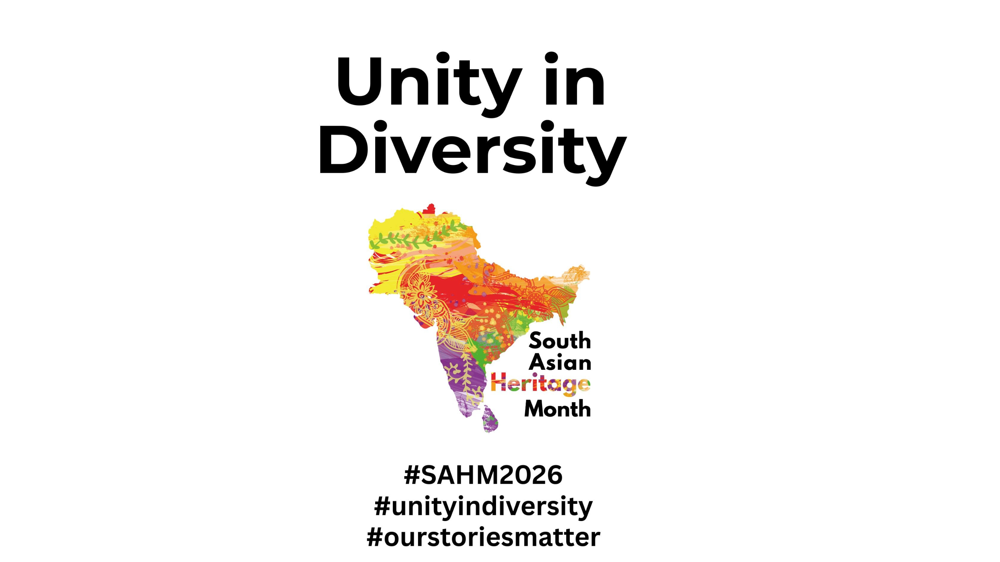 Unity in
Diversity
South
Asian
Heritage
Month
#SAHM2026
#unityindiversity
#ourstoriesmatter